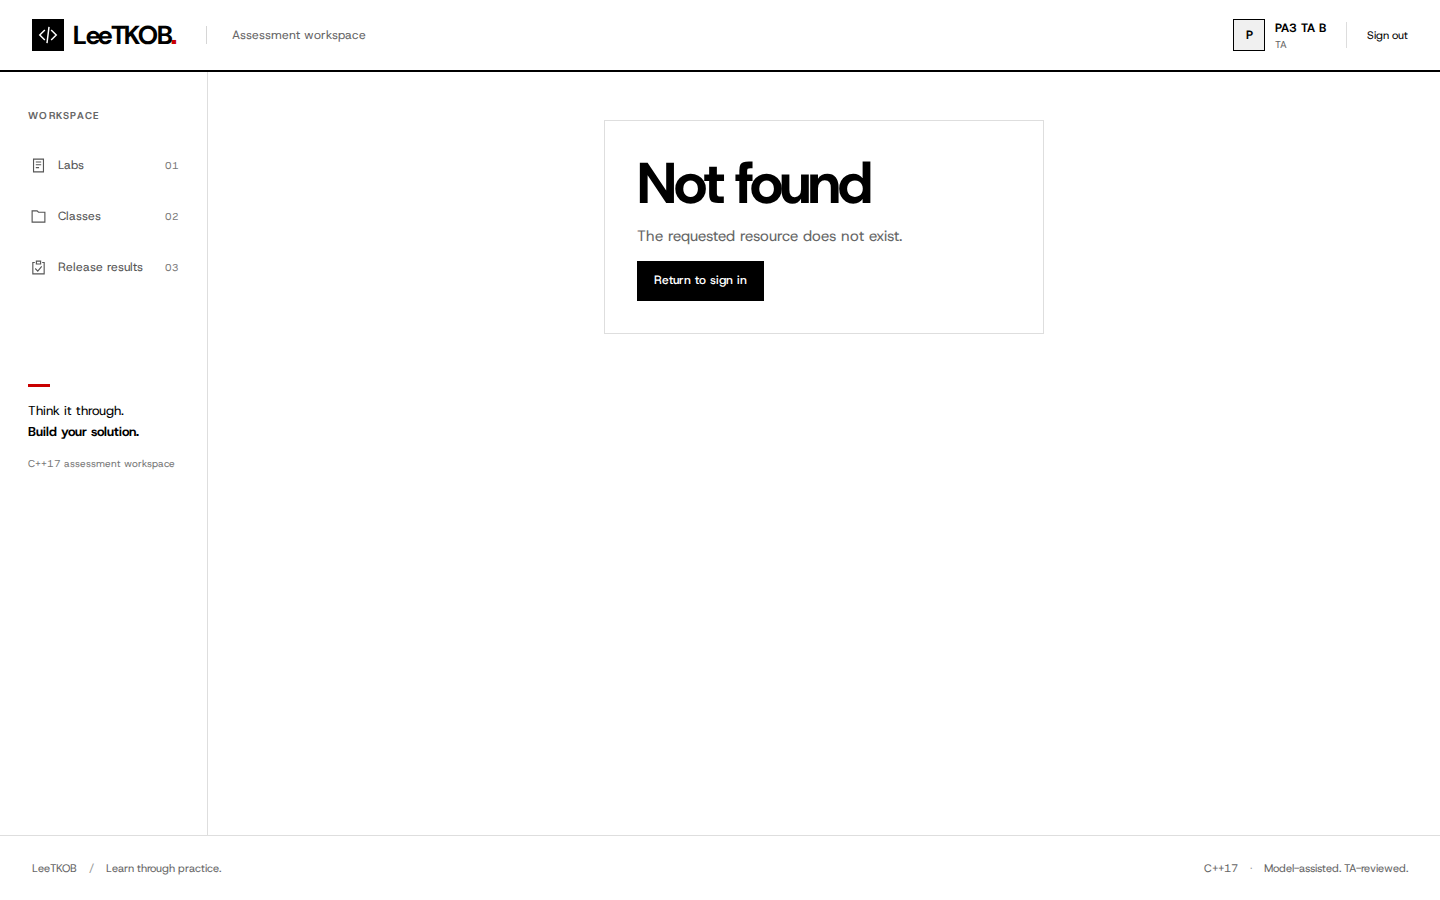 LeeTKOB.
Assessment workspace
P
PA3 TA B
TA
Sign out
WORKSPACE
Labs 01
Classes 02
Release results 03
Think it through.
Build your solution.
C++17 assessment workspace
Not found
The requested resource does not exist.
Return to sign in
LeeTKOB / Learn through practice.
C++17 · Model-assisted. TA-reviewed.